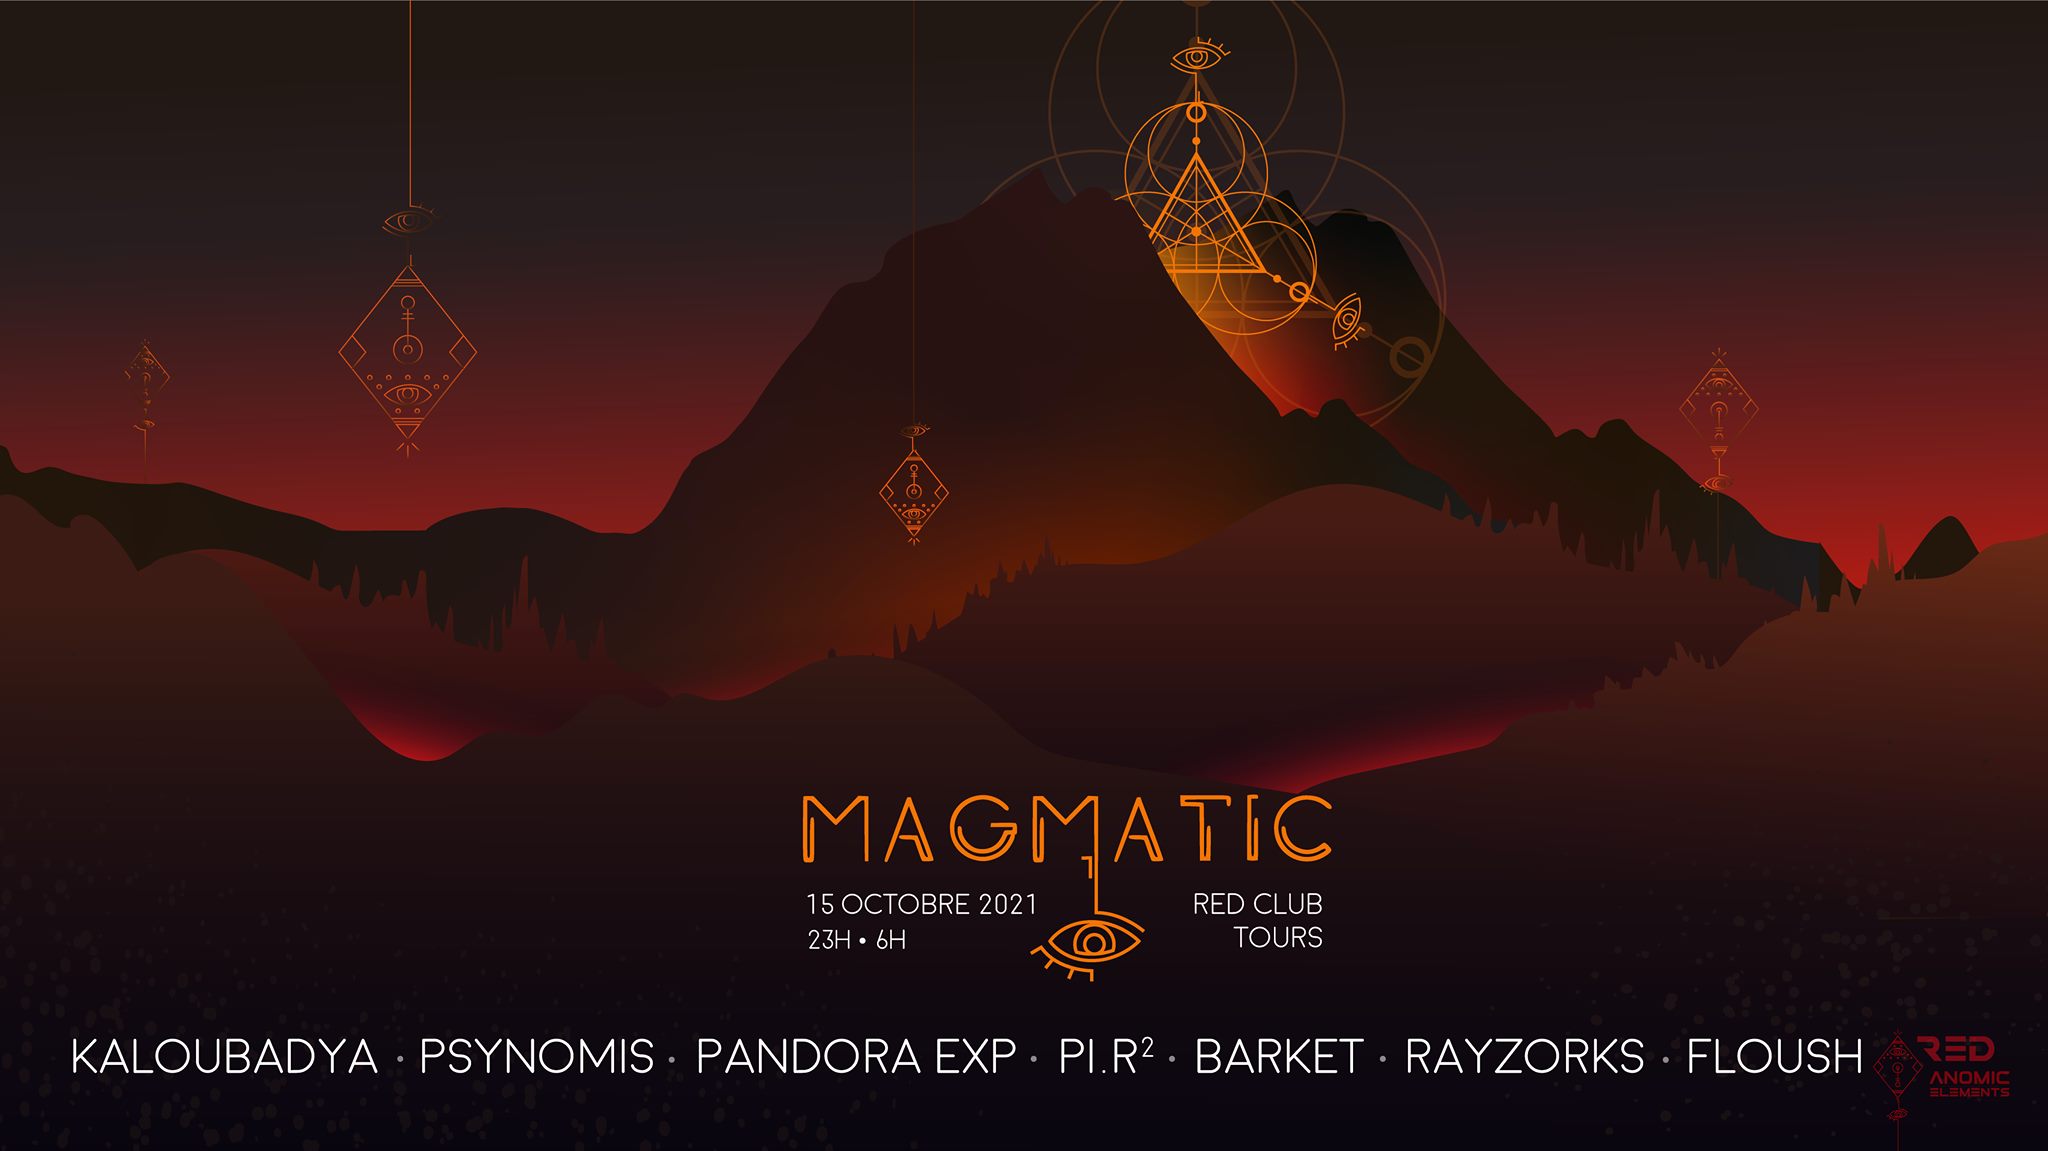 MAGMATIC
15 OCTOBRE 2021
23H • 6H
RED CLUB
TOURS
KALOUBADYA · PSYNOMIS · PANDORA EXP · PI.R² · BARKET · RAYZORKS · FLOUSH
RED
ANOMIC
ELEMENTS